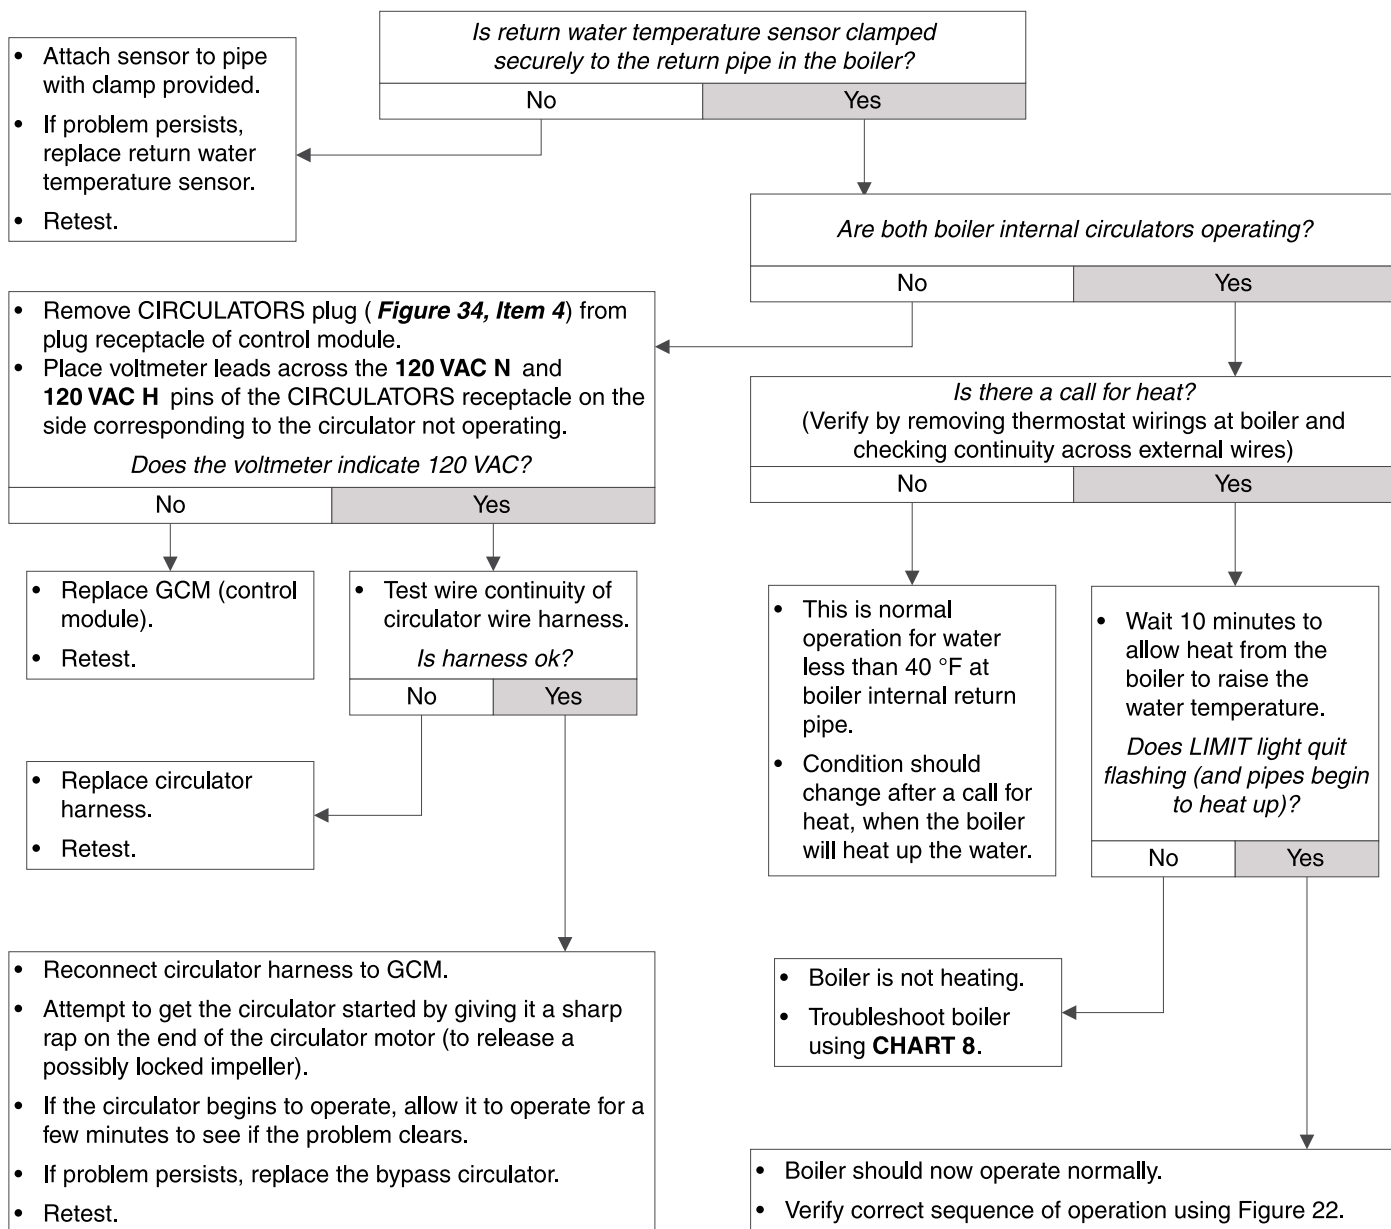 Is return water temperature sensor clamped
securely to the return pipe in the boiler?
No
Yes
• Attach sensor to pipe
with clamp provided.
• If problem persists,
replace return water
temperature sensor.
• Retest.
Are both boiler internal circulators operating?
No
Yes
• Remove CIRCULATORS plug ( Figure 34, Item 4) from
plug receptacle of control module.
• Place voltmeter leads across the 120 VAC N and
120 VAC H pins of the CIRCULATORS receptacle on the
side corresponding to the circulator not operating.
Does the voltmeter indicate 120 VAC?
No
Yes
Is there a call for heat?
(Verify by removing thermostat wirings at boiler and
checking continuity across external wires)
No
Yes
• Replace GCM (control
module).
• Retest.
• Test wire continuity of
circulator wire harness.
Is harness ok?
No
Yes
• This is normal
operation for water
less than 40 °F at
boiler internal return
pipe.
• Condition should
change after a call for
heat, when the boiler
will heat up the water.
• Wait 10 minutes to
allow heat from the
boiler to raise the
water temperature.
Does LIMIT light quit
flashing (and pipes begin
to heat up)?
No
Yes
• Replace circulator
harness.
• Retest.
• Reconnect circulator harness to GCM.
• Attempt to get the circulator started by giving it a sharp
rap on the end of the circulator motor (to release a
possibly locked impeller).
• If the circulator begins to operate, allow it to operate for a
few minutes to see if the problem clears.
• If problem persists, replace the bypass circulator.
• Retest.
• Boiler is not heating.
• Troubleshoot boiler
using CHART 8.
• Boiler should now operate normally.
• Verify correct sequence of operation using Figure 22.